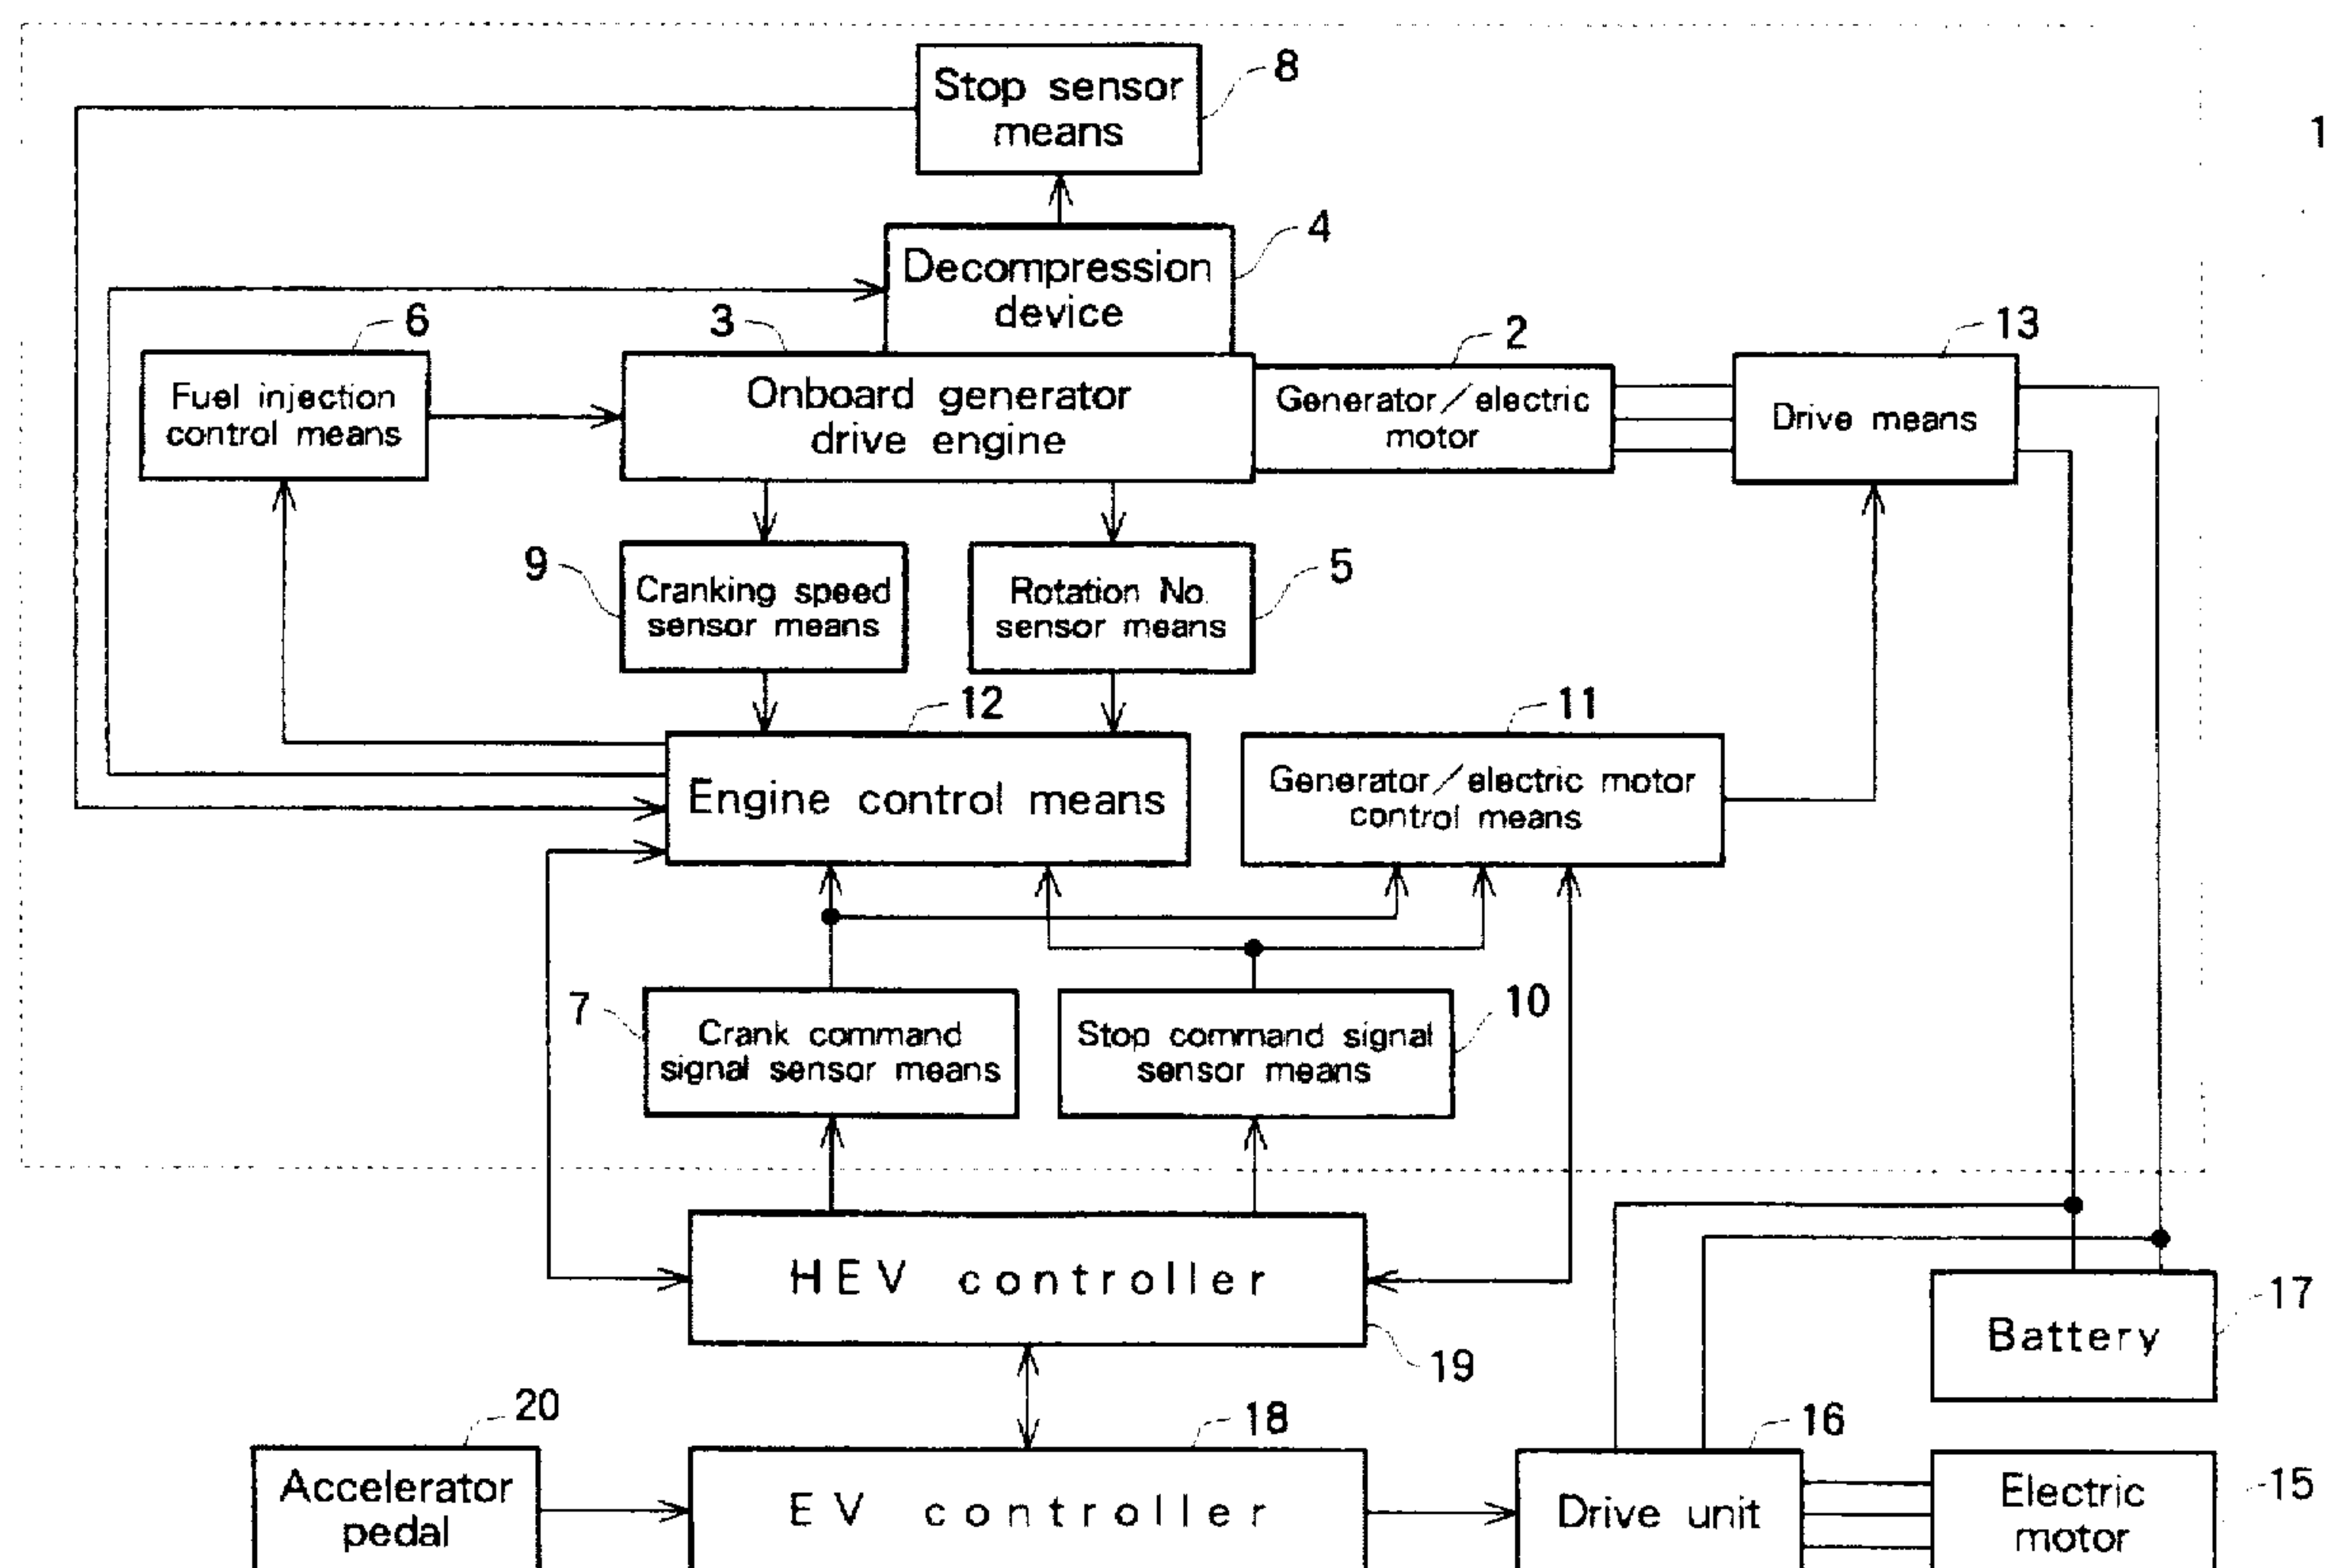 8
Stop sensor
means
1
4
Decompression
device
6
3
2
13
Fuel injection
control means
Onboard generator
drive engine
Generator/electric
motor
Drive means
9
Cranking speed
sensor means
Rotation No.
sensor means
5
12
11
Engine control means
Generator/electric motor
control means
7
Crank command
signal sensor means
Stop command signal
sensor means
10
HEV controller
19
Battery
17
20
18
16
Accelerator
pedal
EV controller
Drive unit
Electric
motor
15